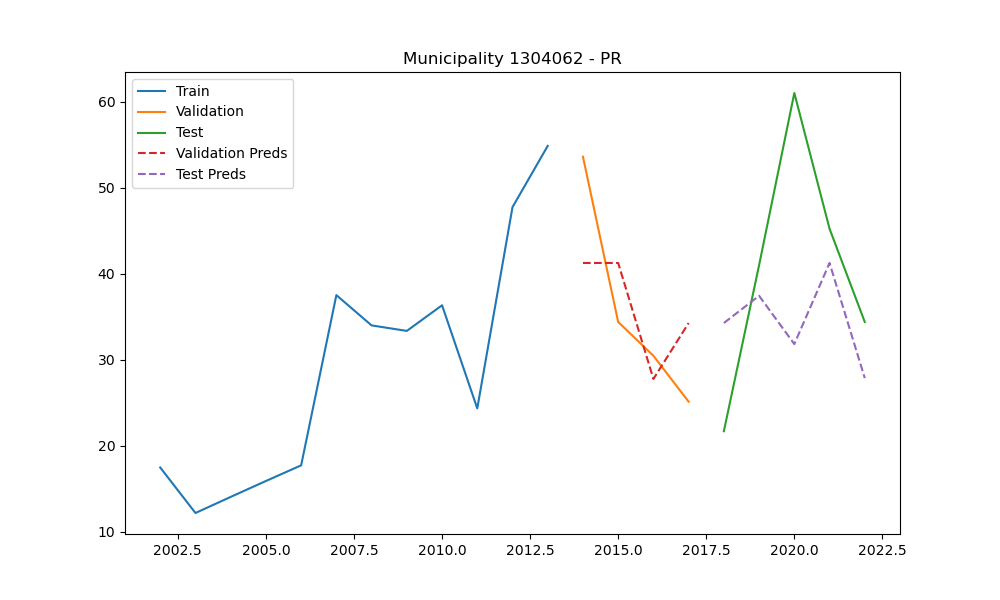 Municipality 1304062 - PR
Train
Validation
Test
Validation Preds
Test Preds
60
50
40
30
20
10
2002.5 2005.0 2007.5 2010.0 2012.5 2015.0 2017.5 2020.0 2022.5